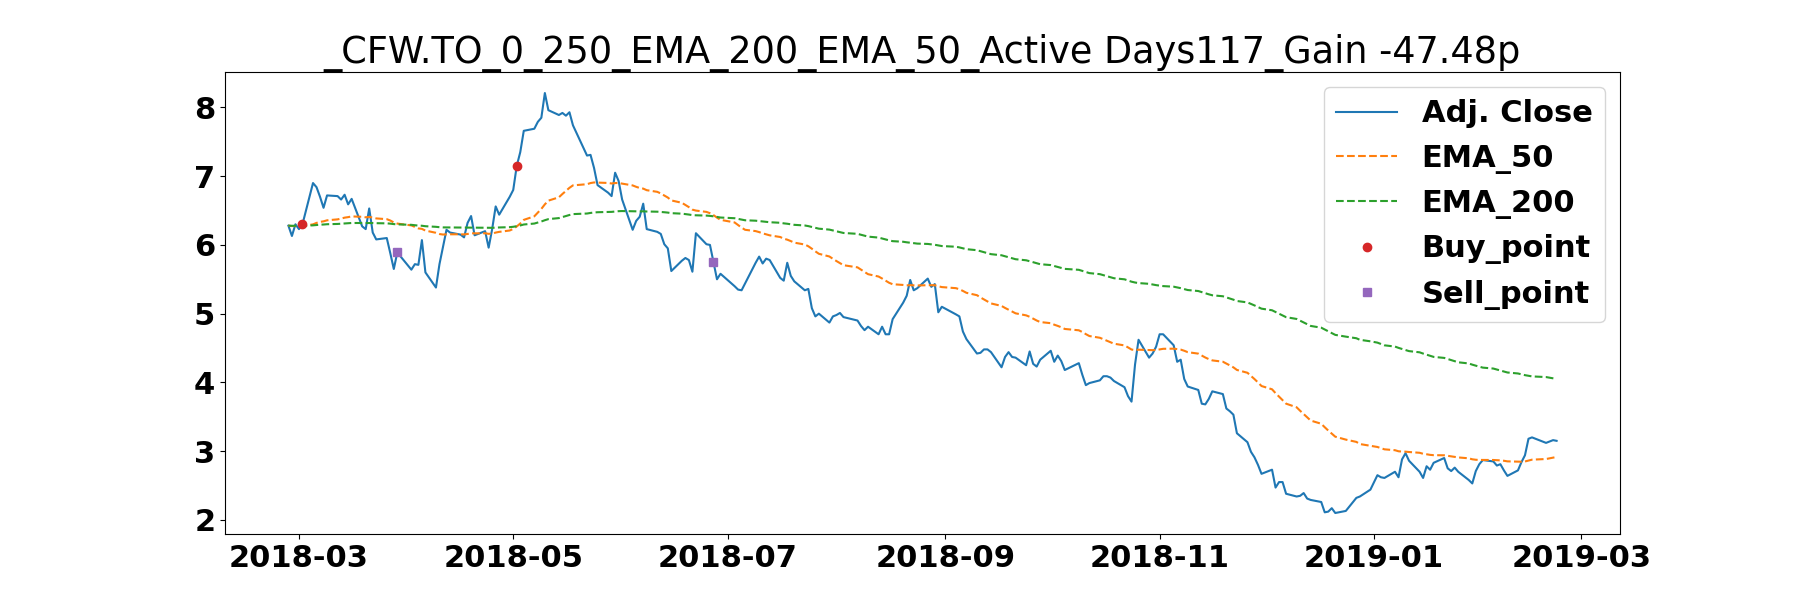 _CFW.TO_0_250_EMA_200_EMA_50_Active Days117_Gain -47.48p
8
7
6
5
4
3
2
Adj. Close
EMA_50
EMA_200
Buy_point
Sell_point
2018-03 2018-05 2018-07 2018-09 2018-11 2019-01 2019-03